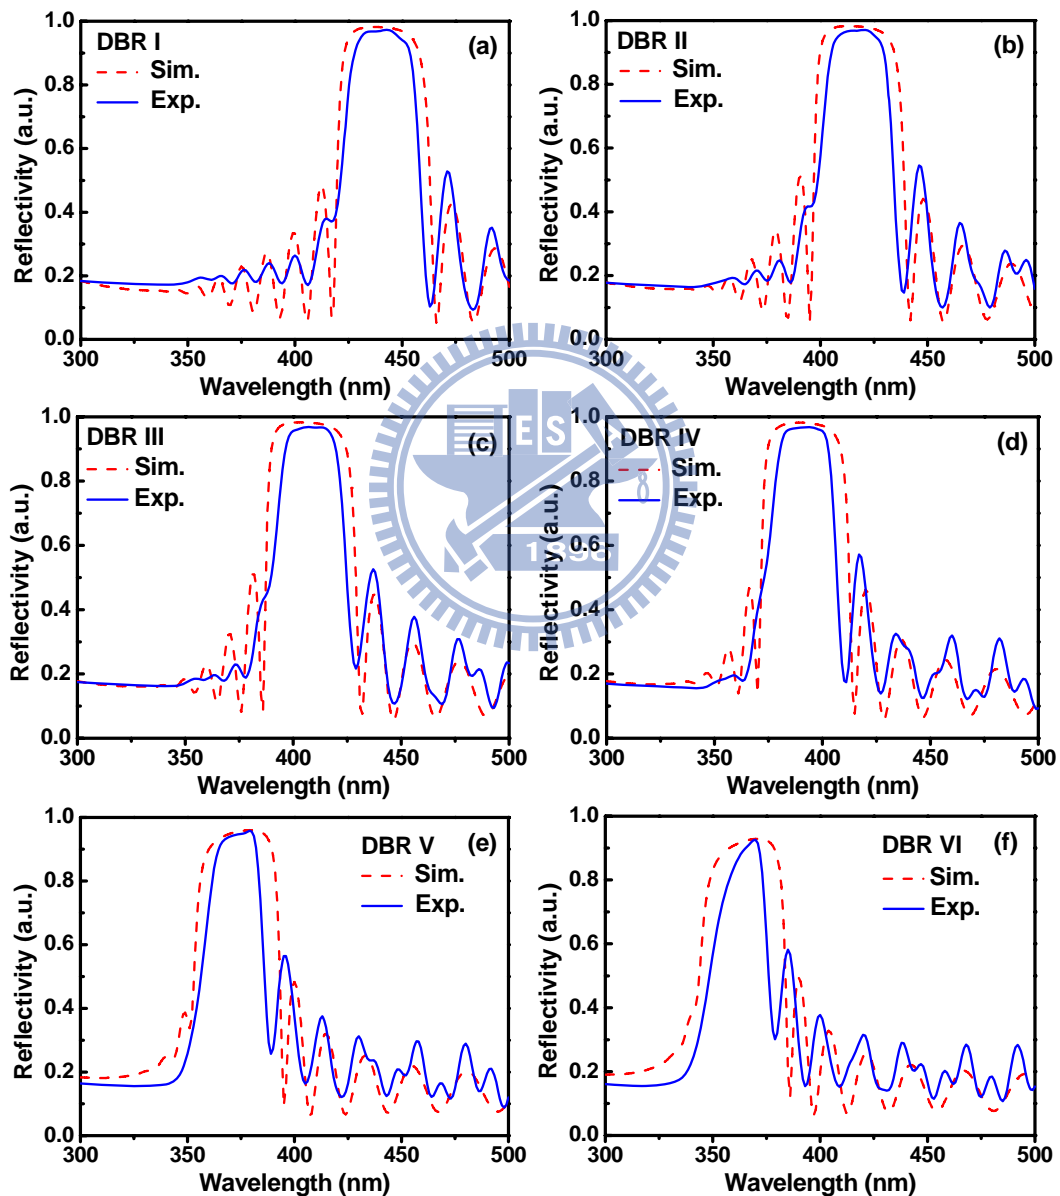 DBR I
Sim.
Exp.
(a)
Reflectivity (a.u.)
1.0
0.8
0.6
0.4
0.2
0.0
300 350 400 450 500
Wavelength (nm)
DBR II
Sim.
Exp.
(b)
Reflectivity (a.u.)
1.0
0.8
0.6
0.4
0.2
0.0
300 350 400 450 500
Wavelength (nm)
DBR III
Sim.
Exp.
(c)
Reflectivity (a.u.)
1.0
0.8
0.6
0.4
0.2
0.0
300 350 400 450 500
Wavelength (nm)
DBR IV
Sim.
Exp.
(d)
Reflectivity (a.u.)
1.0
0.8
0.6
0.4
0.2
0.0
300 350 400 450 500
Wavelength (nm)
E S
1896
DBR V
Sim.
Exp.
(e)
Reflectivity (a.u.)
1.0
0.8
0.6
0.4
0.2
0.0
300 350 400 450 500
Wavelength (nm)
DBR VI
Sim.
Exp.
(f)
Reflectivity (a.u.)
1.0
0.8
0.6
0.4
0.2
0.0
300 350 400 450 500
Wavelength (nm)